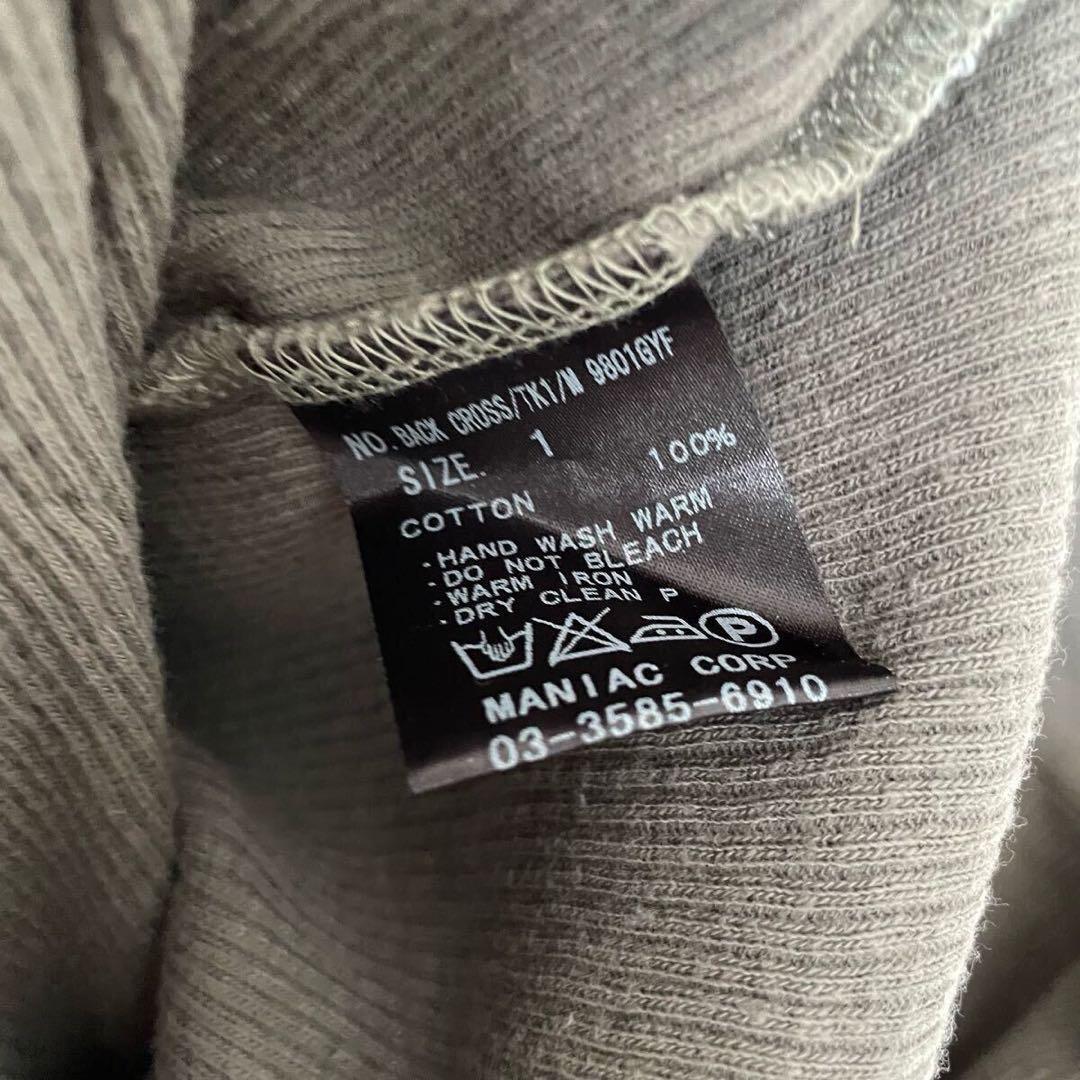 NO. BACK CROSS/TK1/M 9801GYF
SIZE. 1
COTTON 100%
·HAND WASH WARM
·DO NOT BLEACH
·WARM IRON
·DRY CLEAN P
P
MANIAC CORP
03-3585-6910